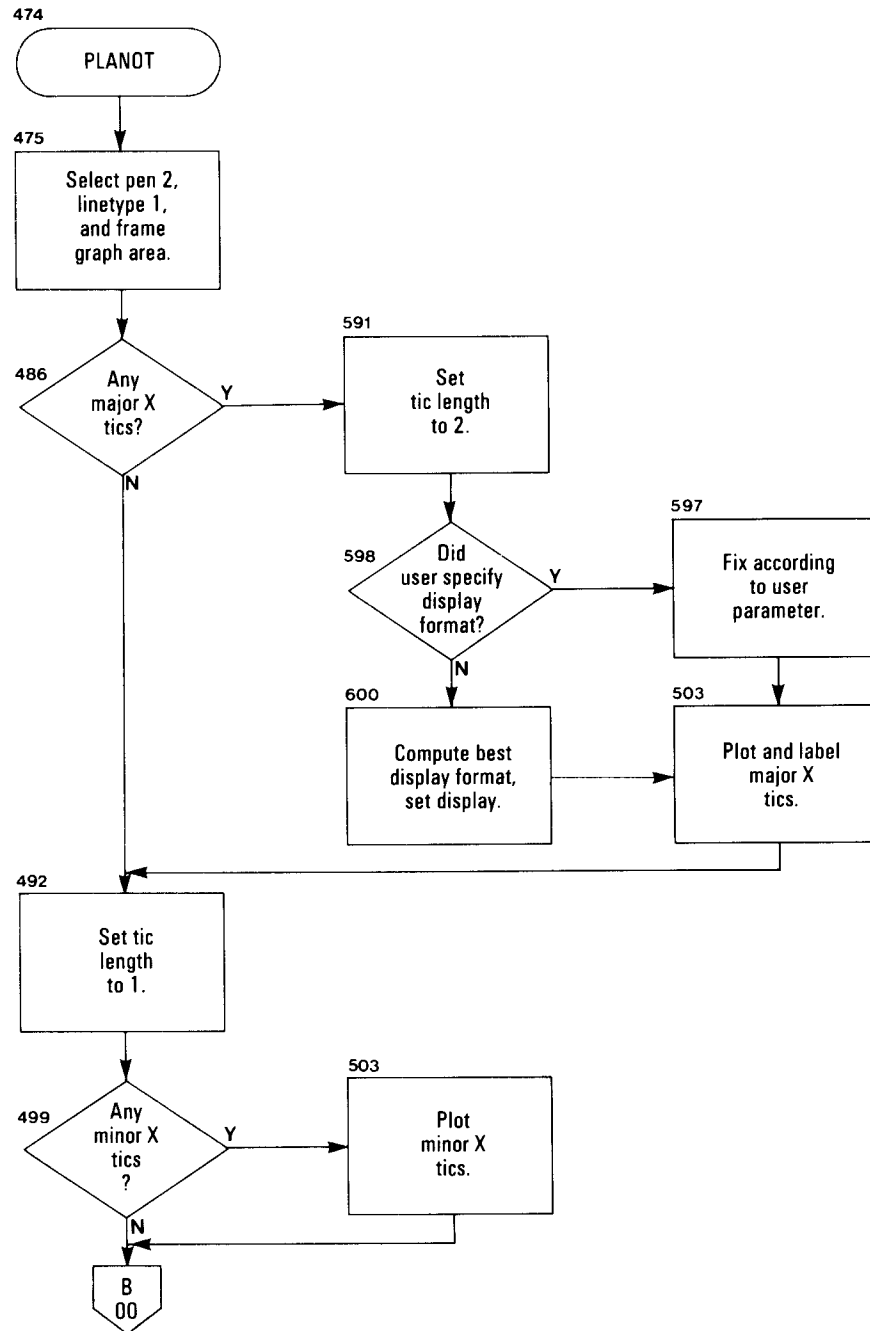 474
PLANOT
475
Select pen 2,
linetype 1,
and frame
graph area.
486
Any
major X
tics?
Y
N
591
Set
tic length
to 2.
598
Did
user specify
display
format?
Y
N
597
Fix according
to user
parameter.
600
Compute best
display format,
set display.
503
Plot and label
major X
tics.
492
Set tic
length
to 1.
499
Any
minor X
tics
?
Y
N
503
Plot
minor X
tics.
B
00